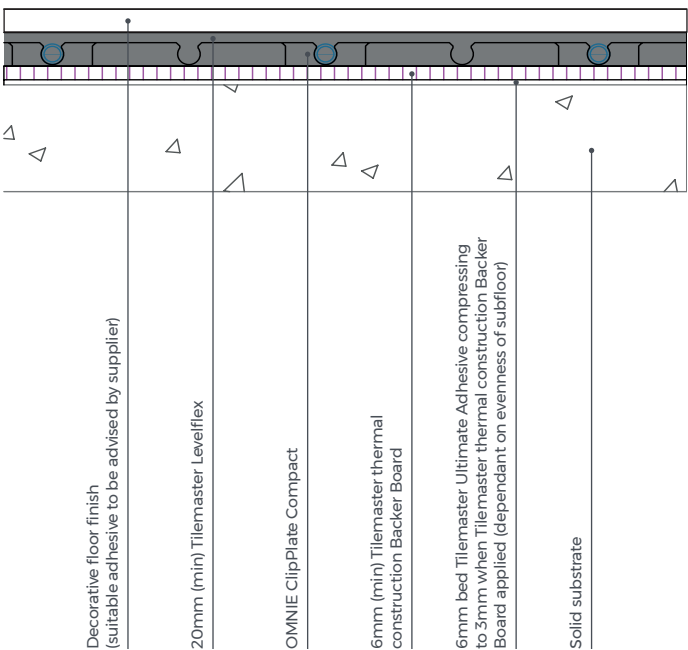 Decorative floor finish
(suitable adhesive to be advised by supplier)
20mm (min) Tilemaster Levelflex
OMNIE ClipPlate Compact
6mm (min) Tilemaster thermal
construction Backer Board
6mm bed Tilemaster Ultimate Adhesive compressing
to 3mm when Tilemaster thermal construction Backer
Board applied (dependant on evenness of subfloor)
Solid substrate